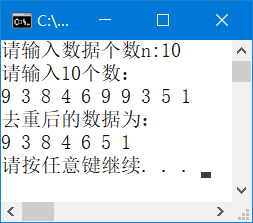 C:\...
请输入数据个数n:10
请输入10个数：
9 3 8 4 6 9 9 3 5 1
去重后的数据为：
9 3 8 4 6 5 1
请按任意键继续. . .